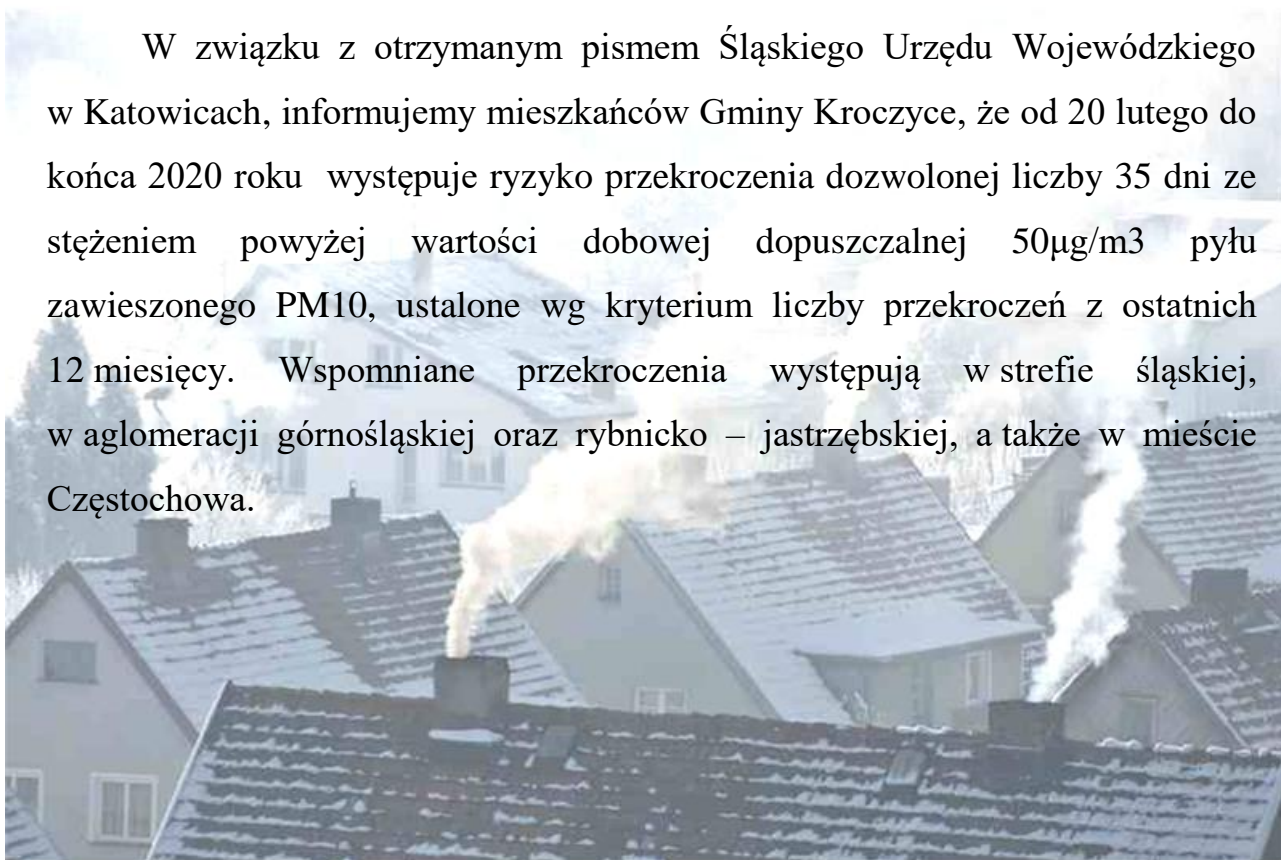 W związku z otrzymanym pismem Śląskiego Urzędu Wojewódzkiego
w Katowicach, informujemy mieszkańców Gminy Kroczyce, że od 20 lutego do
końca 2020 roku występuje ryzyko przekroczenia dozwolonej liczby 35 dni ze
stężeniem powyżej wartości dobowej dopuszczalnej 50μg/m3 pyłu
zawieszonego PM10, ustalone wg kryterium liczby przekroczeń z ostatnich
12 miesięcy. Wspomniane przekroczenia występują w strefie śląskiej,
w aglomeracji górnośląskiej oraz rybnicko – jastrzębskiej, a także w mieście
Częstochowa.